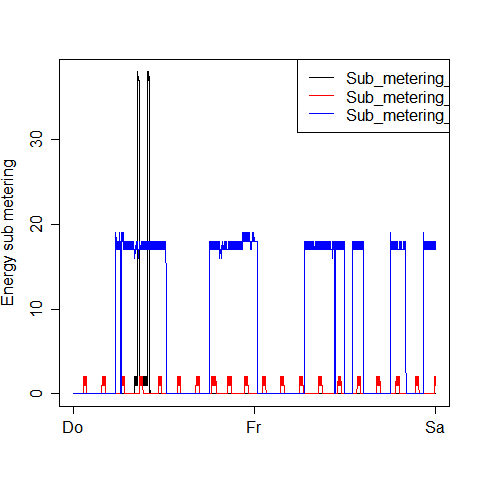 Sub_metering_
Sub_metering_
Sub_metering_
Energy sub metering
30
20
10
0
Do Fr Sa